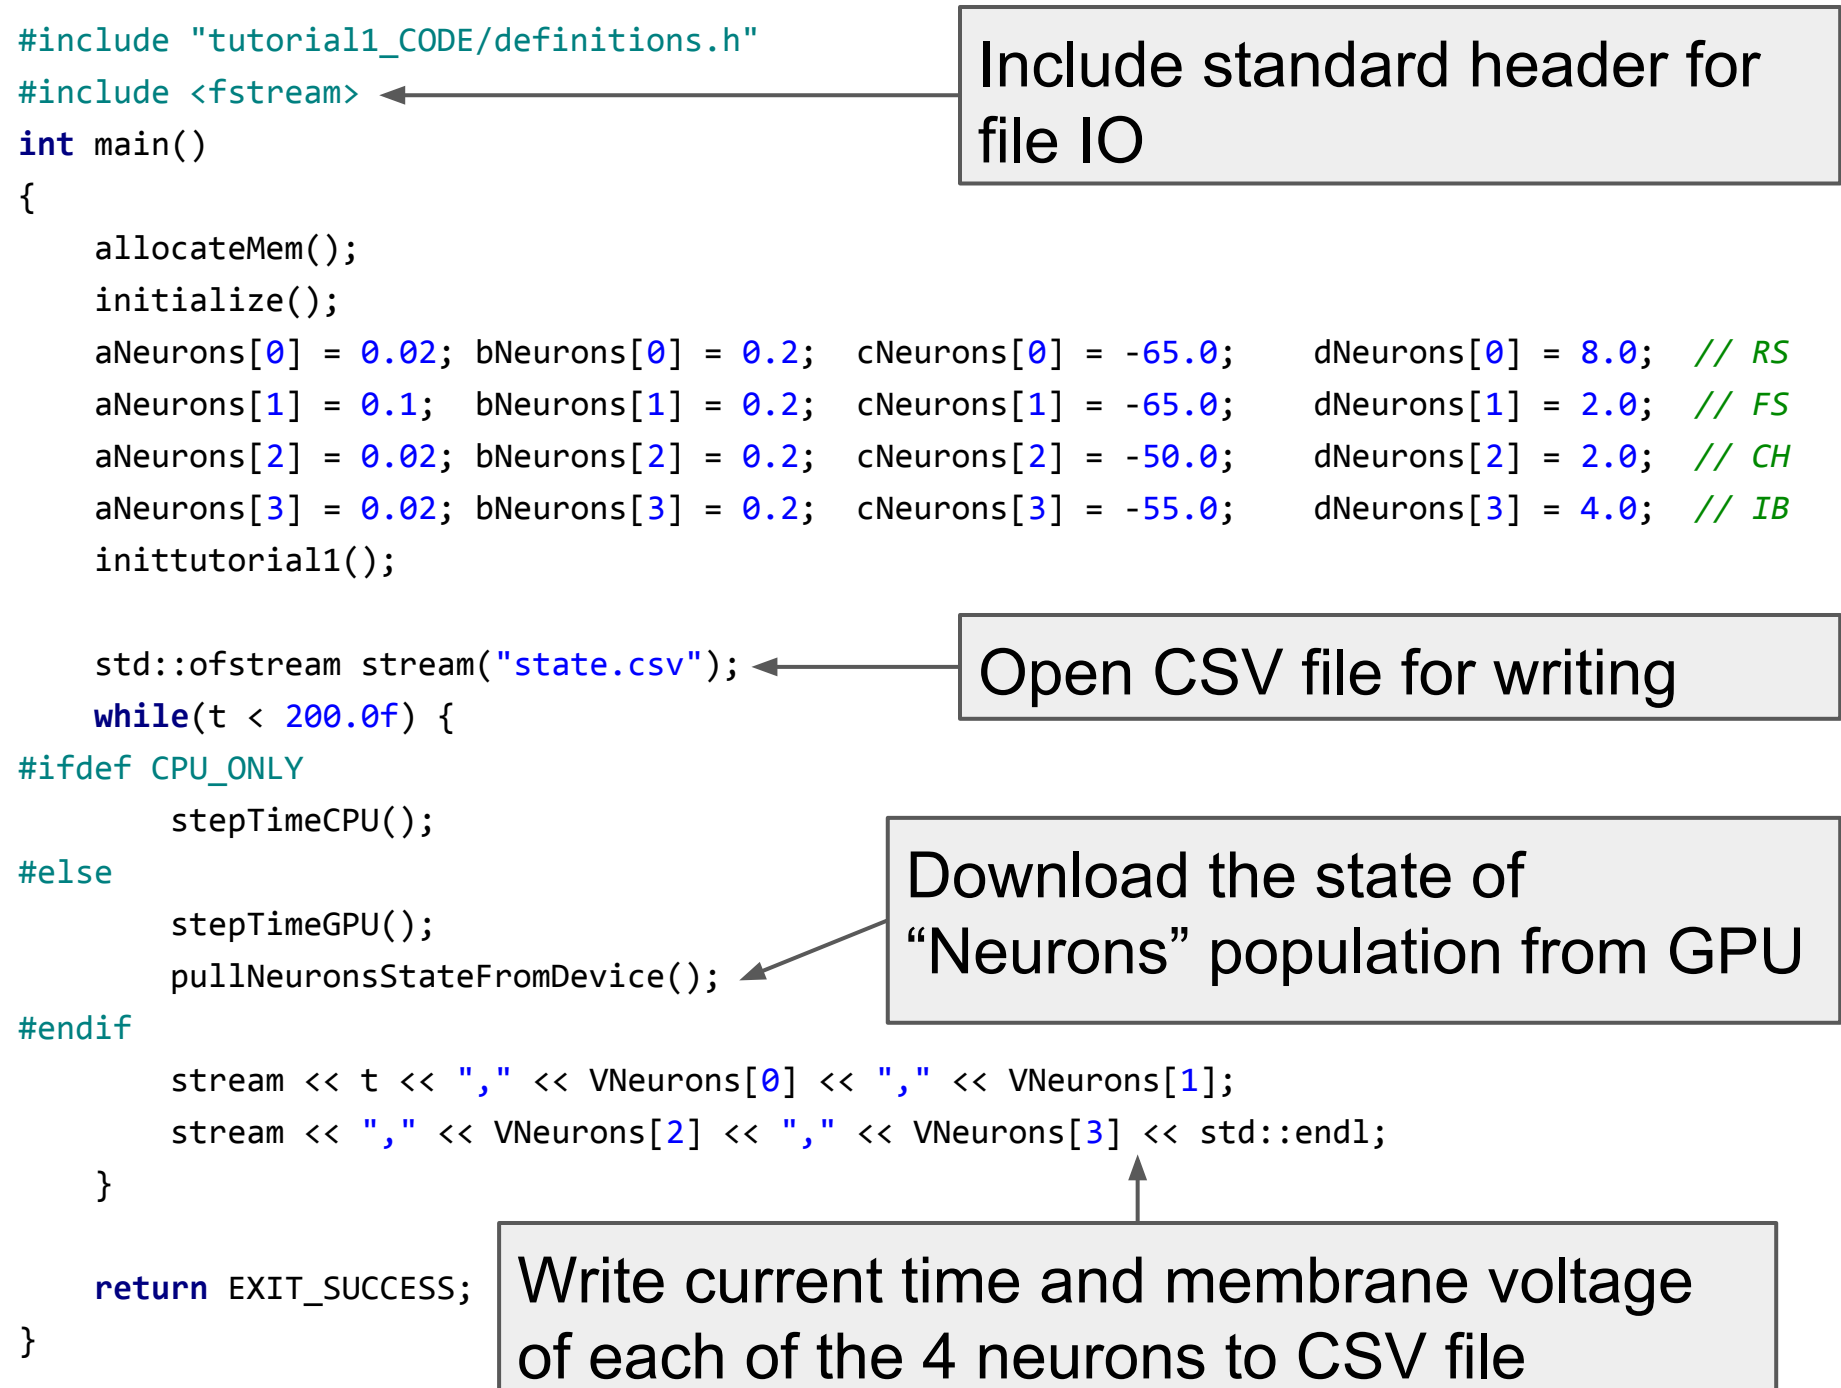 #include "tutorial1_CODE/definitions.h"
#include <fstream>
int main()
{
    allocateMem();
    initialize();
    aNeurons[0] = 0.02; bNeurons[0] = 0.2;  cNeurons[0] = -65.0;    dNeurons[0] = 8.0;  // RS
    aNeurons[1] = 0.1;  bNeurons[1] = 0.2;  cNeurons[1] = -65.0;    dNeurons[1] = 2.0;  // FS
    aNeurons[2] = 0.02; bNeurons[2] = 0.2;  cNeurons[2] = -50.0;    dNeurons[2] = 2.0;  // CH
    aNeurons[3] = 0.02; bNeurons[3] = 0.2;  cNeurons[3] = -55.0;    dNeurons[3] = 4.0;  // IB
    inittutorial1();
    std::ofstream stream("state.csv");
    while(t < 200.0f) {
#ifdef CPU_ONLY
        stepTimeCPU();
#else
        stepTimeGPU();
        pullNeuronsStateFromDevice();
#endif
        stream << t << "," << VNeurons[0] << "," << VNeurons[1];
        stream << "," << VNeurons[2] << "," << VNeurons[3] << std::endl;
    }
    return EXIT_SUCCESS;
}
Include standard header for
file IO
Open CSV file for writing
Download the state of
“Neurons” population from GPU
Write current time and membrane voltage
of each of the 4 neurons to CSV file